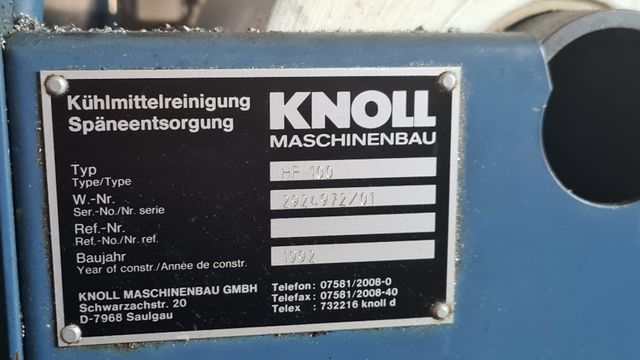 Kühlmittelreinigung
Späneentsorgung
KNOLL
MASCHINENBAU
Typ
Type/Type
HF 100
W.-Nr.
Ser.-No./Nr. serie
2924972/01
Ref.-Nr.
Ref.-No./Nr. ref.
Baujahr
Year of constr./Année de constr.
1992
KNOLL MASCHINENBAU GMBH
Schwarzachstr. 20
D-7968 Saulgau
Telefon: 07581/2008-0
Telefax: 07581/2008-40
Telex : 732216 knoll d